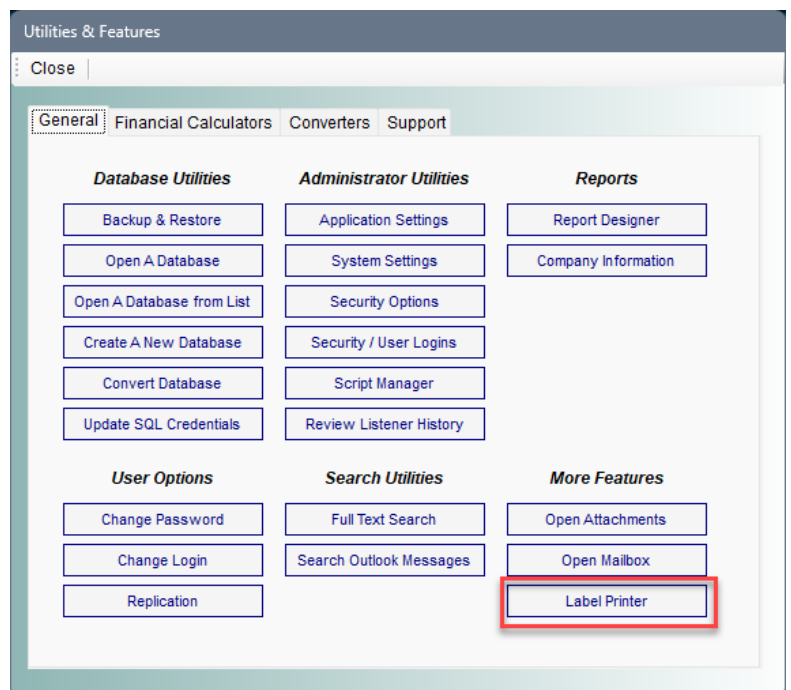 Utilities & Features
Close
General Financial Calculators Converters Support
Database Utilities Administrator Utilities Reports
Backup & Restore Application Settings Report Designer
Open A Database System Settings Company Information
Open A Database from List Security Options
Create A New Database Security / User Logins
Convert Database Script Manager
Update SQL Credentials Review Listener History
User Options Search Utilities More Features
Change Password Full Text Search Open Attachments
Change Login Search Outlook Messages Open Mailbox
Replication Label Printer